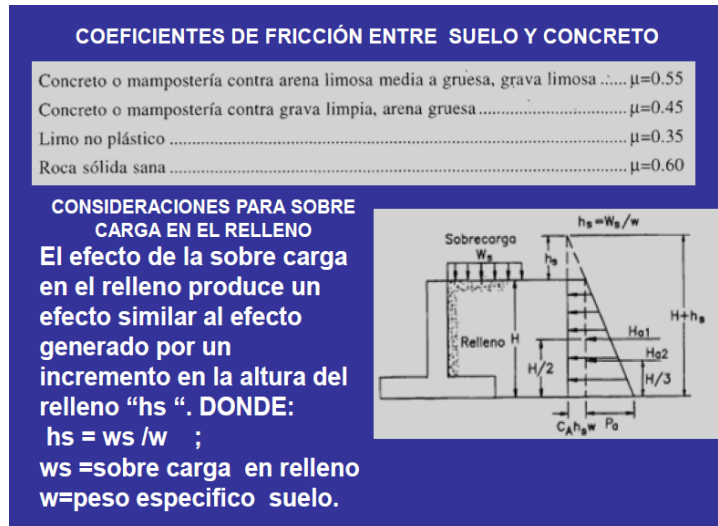 COEFICIENTES DE FRICCIÓN ENTRE SUELO Y CONCRETO
Concreto o mampostería contra arena limosa media a gruesa, grava limosa ...... μ=0.55
Concreto o mampostería contra grava limpia, arena gruesa ........................... μ=0.45
Limo no plástico ........................................................................ μ=0.35
Roca sólida sana ....................................................................... μ=0.60
CONSIDERACIONES PARA SOBRE
CARGA EN EL RELLENO
El efecto de la sobre carga
en el relleno produce un
efecto similar al efecto
generado por un
incremento en la altura del
relleno “hs “. DONDE:
hs = ws /w ;
ws =sobre carga en relleno
w=peso especifico suelo.
hs=Ws/w
Sobrecarga
Ws
hs
H+hs
Relleno
H
Ha1
Ha2
H/2
H/3
CAhsw
Pa